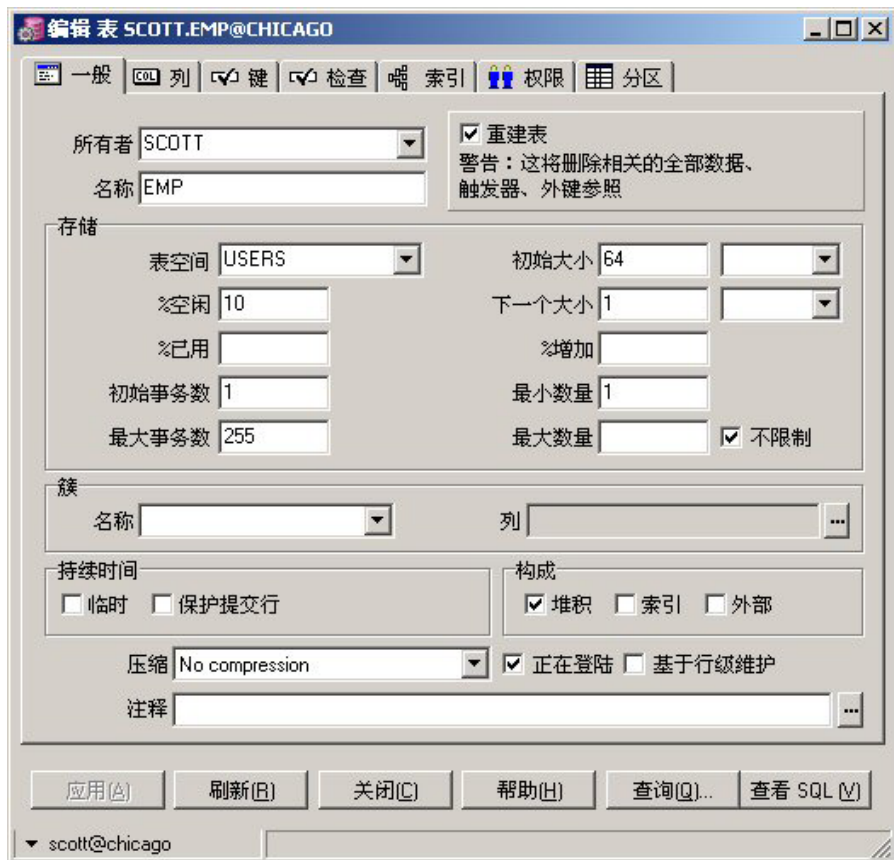 编辑 表 SCOTT.EMP@CHICAGO
一般 COL 列 键 检查 索引 权限 分区
所有者 SCOTT
名称 EMP
重建表
警告：这将删除相关的全部数据、
触发器、外键参照
存储
表空间 USERS 初始大小 64
%空闲 10 下一个大小 1
%已用 %增加
初始事务数 1 最小数量 1
最大事务数 255 最大数量 不限制
簇
名称 列 ...
持续时间 构成
临时 保护提交行 堆积 索引 外部
压缩 No compression 正在登陆 基于行级维护
注释 ...
应用(A) 刷新(R) 关闭(C) 帮助(H) 查询(Q)... 查看 SQL (V)
scott@chicago